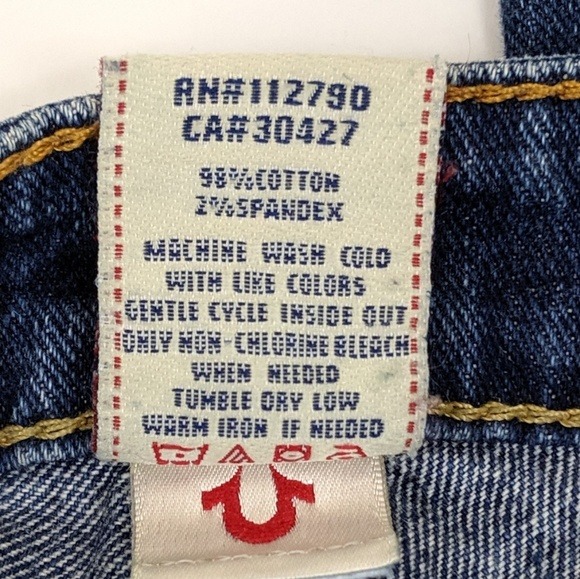 RN#112790
CA#30427
98%COTTON
2%SPANDEX
MACHINE WASH COLD
WITH LIKE COLORS
GENTLE CYCLE INSIDE OUT
ONLY NON-CHLORINE BLEACH
WHEN NEEDED
TUMBLE DRY LOW
WARM IRON IF NEEDED